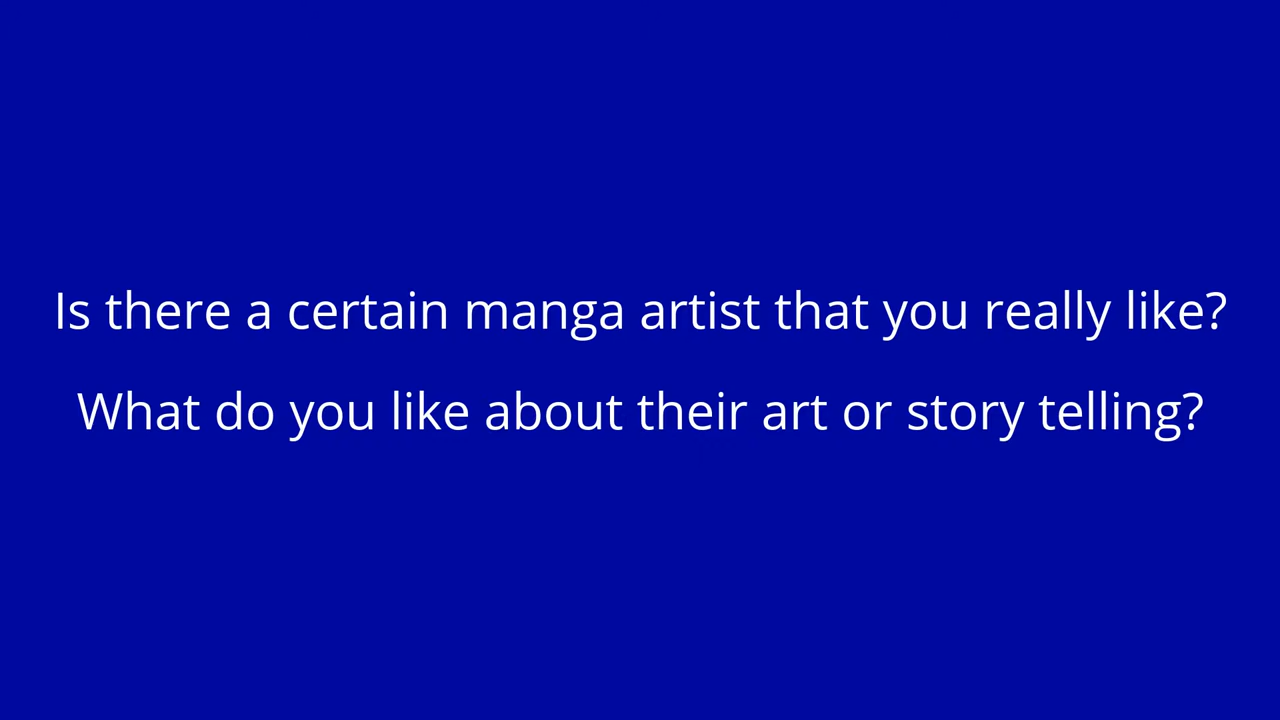 Is there a certain manga artist that you really like?
What do you like about their art or story telling?